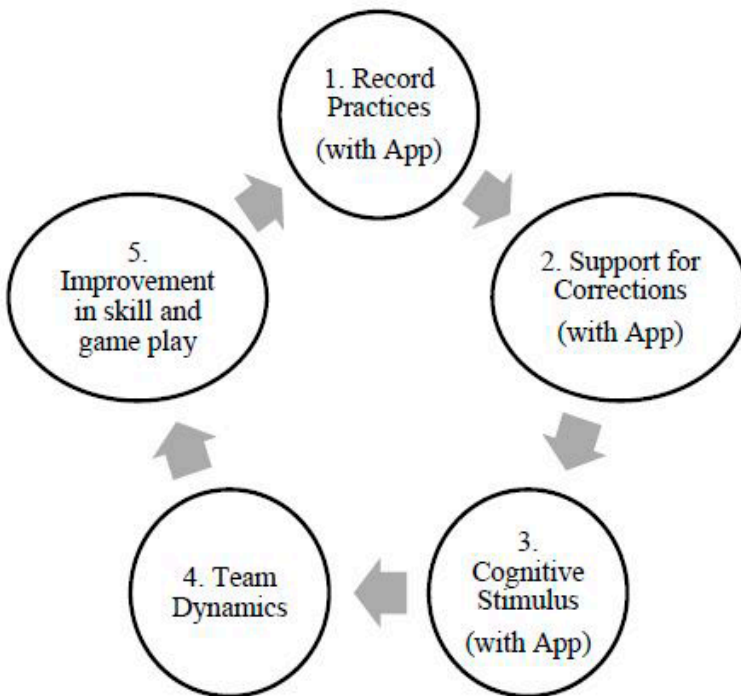 1. Record
Practices
(with App)
2. Support for
Corrections
(with App)
3.
Cognitive
Stimulus
(with App)
4. Team
Dynamics
5.
Improvement
in skill and
game play